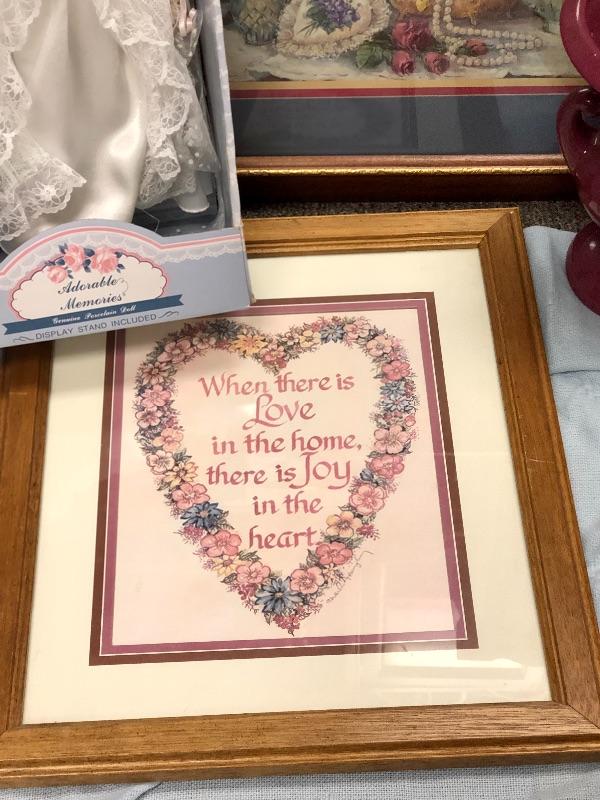 Adorable
Memories®
Genuine Porcelain Doll
DISPLAY STAND INCLUDED
When there is
Love
in the home,
there is Joy
in the
heart.